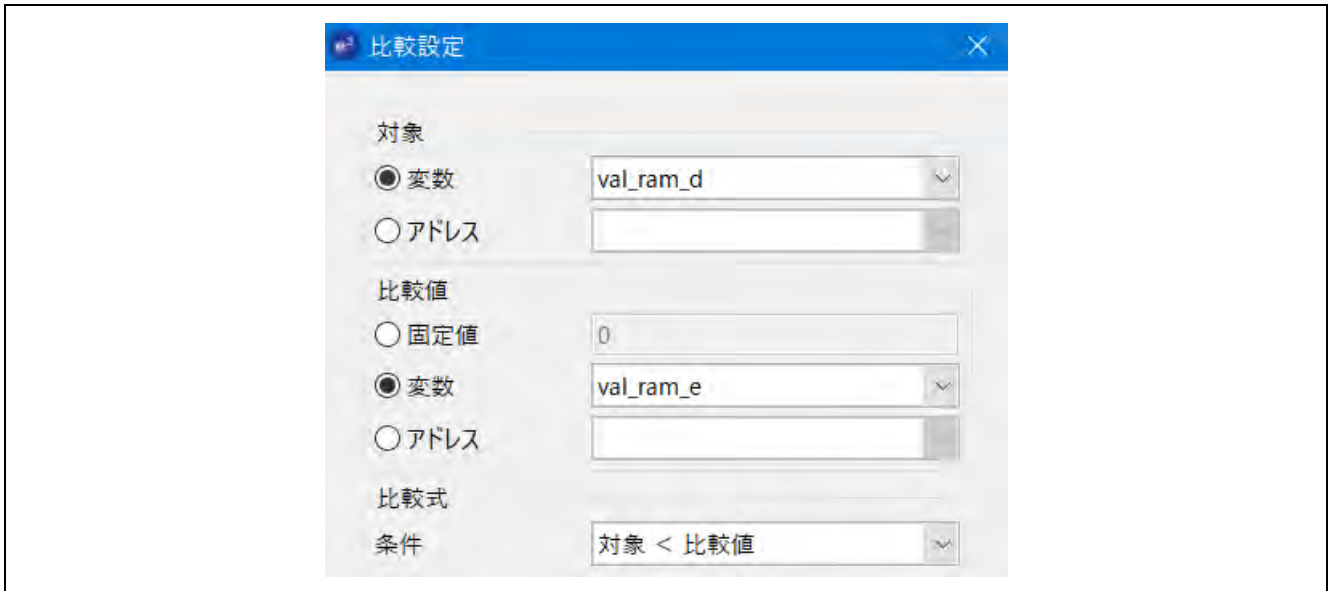 比較設定
対象
変数 val_ram_d
アドレス
比較値
固定値 0
変数 val_ram_e
アドレス
比較式
条件 対象 < 比較値